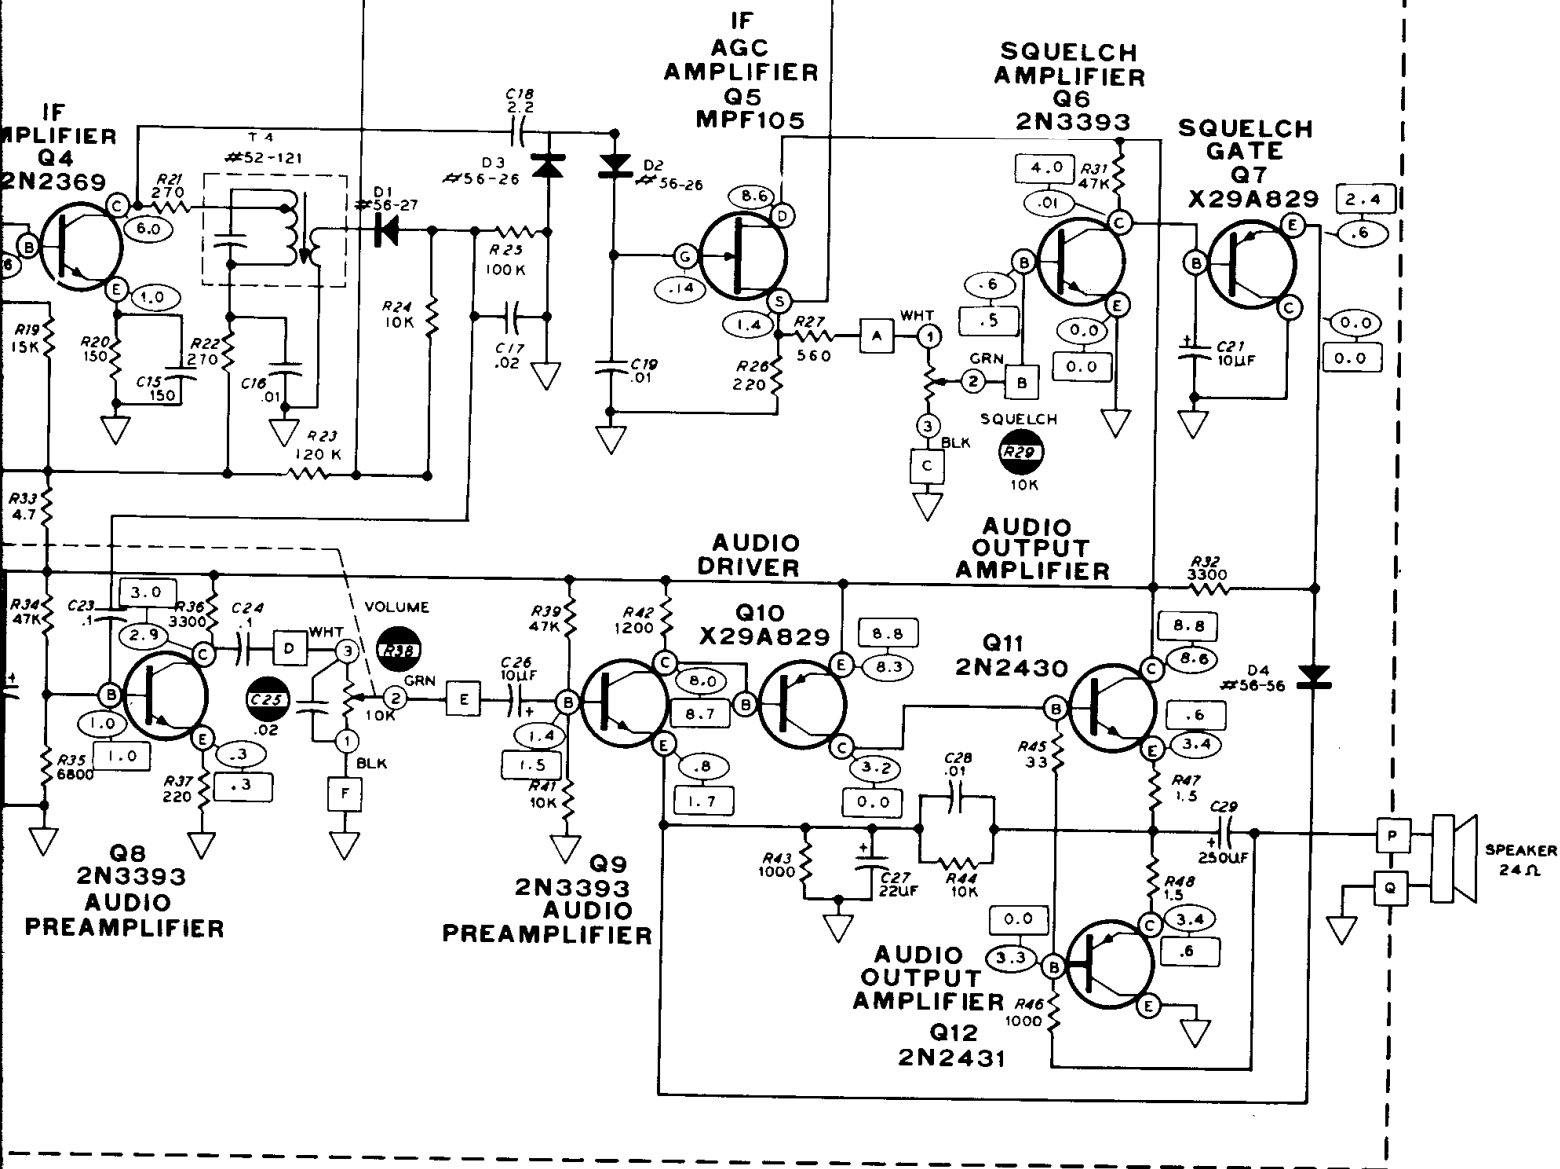 IF
MPLIFIER
Q4
2N2369
C
6.0
B
6
E
1.0
R21
270
T4
#52-121
D1
#56-27
R19
15K
R20
150
C15
150
R22
270
C16
.01
R23
120 K
R24
10K
R25
100K
C17
.02
C18
2.2
D3
#56-26
D2
#56-26
C19
.01
IF
AGC
AMPLIFIER
Q5
MPF105
8.6
D
G
.14
S
1.4
R27
560
R26
220
A
WHT
1
GRN
2
B
3
BLK
C
SQUELCH
R29
10K
SQUELCH
AMPLIFIER
Q6
2N3393
4.0
.01
R31
47K
C
B
.6
.5
E
0.0
0.0
SQUELCH
GATE
Q7
X29A829
E
2.4
.6
B
C
0.0
0.0
+
C21
10μF
R33
4.7
R34
47K
C23
.1
3.0
2.9
R36
3300
C24
.1
D
WHT
3
VOLUME
R38
C
B
1.0
1.0
E
.3
.3
C25
.02
10K
2
GRN
E
1
BLK
F
+
R35
6800
R37
220
Q8
2N3393
AUDIO
PREAMPLIFIER
C26
10μF
+
R39
47K
R42
1200
B
1.4
1.5
R41
10K
C
8.0
8.7
E
.8
1.7
Q9
2N3393
AUDIO
PREAMPLIFIER
AUDIO
DRIVER
Q10
X29A829
8.8
8.3
E
B
C
3.2
0.0
R43
1000
+
C27
22UF
C28
.01
R44
10K
AUDIO
OUTPUT
AMPLIFIER
Q11
2N2430
R32
3300
8.8
8.6
C
B
E
.6
3.4
D4
#56-56
R45
33
R47
1.5
C29
+
250UF
R48
1.5
P
Q
SPEAKER
24Ω
0.0
3.3
B
C
3.4
.6
E
R46
1000
AUDIO
OUTPUT
AMPLIFIER
Q12
2N2431